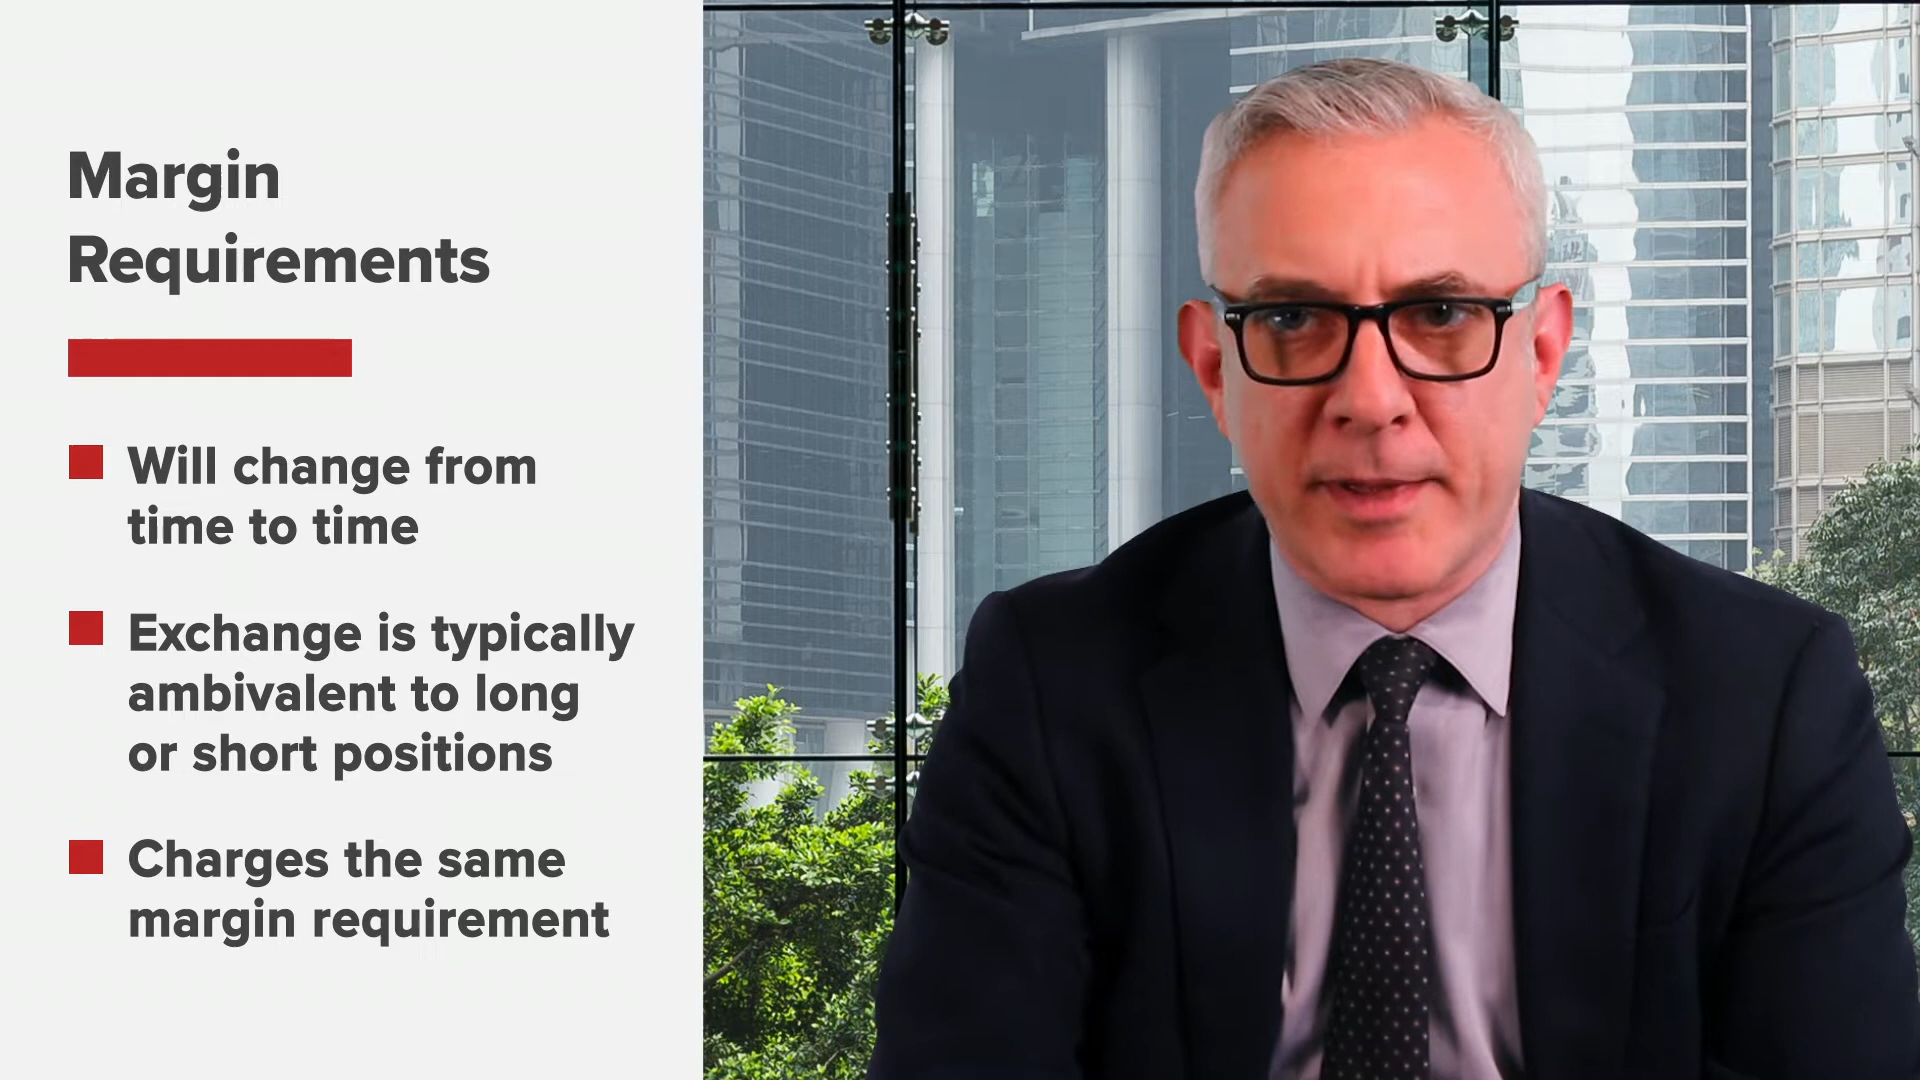 Margin
Requirements
Will change from
time to time
Exchange is typically
ambivalent to long
or short positions
Charges the same
margin requirement